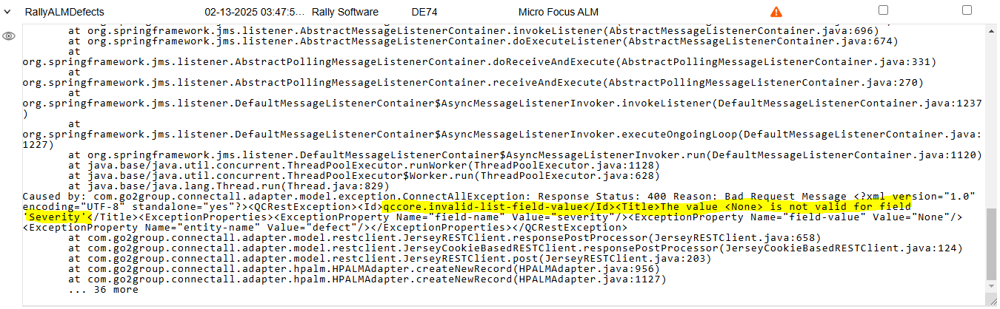 RallyALMDefects 02-13-2025 03:47:5... Rally Software DE74 Micro Focus ALM
at org.springframework.jms.listener.AbstractMessageListenerContainer.invokeListener(AbstractMessageListenerContainer.java:696)
at org.springframework.jms.listener.AbstractMessageListenerContainer.doExecuteListener(AbstractMessageListenerContainer.java:674)
at
org.springframework.jms.listener.AbstractPollingMessageListenerContainer.doReceiveAndExecute(AbstractPollingMessageListenerContainer.java:331)
at
org.springframework.jms.listener.AbstractPollingMessageListenerContainer.receiveAndExecute(AbstractPollingMessageListenerContainer.java:270)
at
org.springframework.jms.listener.DefaultMessageListenerContainer$AsyncMessageListenerInvoker.invokeListener(DefaultMessageListenerContainer.java:1237
)
at
org.springframework.jms.listener.DefaultMessageListenerContainer$AsyncMessageListenerInvoker.executeOngoingLoop(DefaultMessageListenerContainer.java:
1227)
at org.springframework.jms.listener.DefaultMessageListenerContainer$AsyncMessageListenerInvoker.run(DefaultMessageListenerContainer.java:1120)
at java.base/java.util.concurrent.ThreadPoolExecutor.runWorker(ThreadPoolExecutor.java:1128)
at java.base/java.util.concurrent.ThreadPoolExecutor$Worker.run(ThreadPoolExecutor.java:628)
at java.base/java.lang.Thread.run(Thread.java:829)
Caused by: com.go2group.connectall.adapter.model.exception.ConnectAllException: Response Status: 400 Reason: Bad Request Message <?xml version="1.0"
encoding="UTF-8" standalone="yes"?><QCRestException><Id>qccore.invalid-list-field-value</Id><Title>The value <None> is not valid for field
'Severity'</Title><ExceptionProperties><ExceptionProperty Name="field-name" Value="severity"/><ExceptionProperty Name="field-value" Value="None"/>
<ExceptionProperty Name="entity-name" Value="defect"/></ExceptionProperties></QCRestException>
at com.go2group.connectall.adapter.model.restclient.JerseyRESTClient.responsePostProcessor(JerseyRESTClient.java:658)
at com.go2group.connectall.adapter.model.restclient.JerseyCookieBasedRESTClient.responsePostProcessor(JerseyCookieBasedRESTClient.java:124)
at com.go2group.connectall.adapter.model.restclient.JerseyRESTClient.post(JerseyRESTClient.java:203)
at com.go2group.connectall.adapter.hpalm.HPALMAdapter.createNewRecord(HPALMAdapter.java:956)
at com.go2group.connectall.adapter.hpalm.HPALMAdapter.createNewRecord(HPALMAdapter.java:1127)
... 36 more